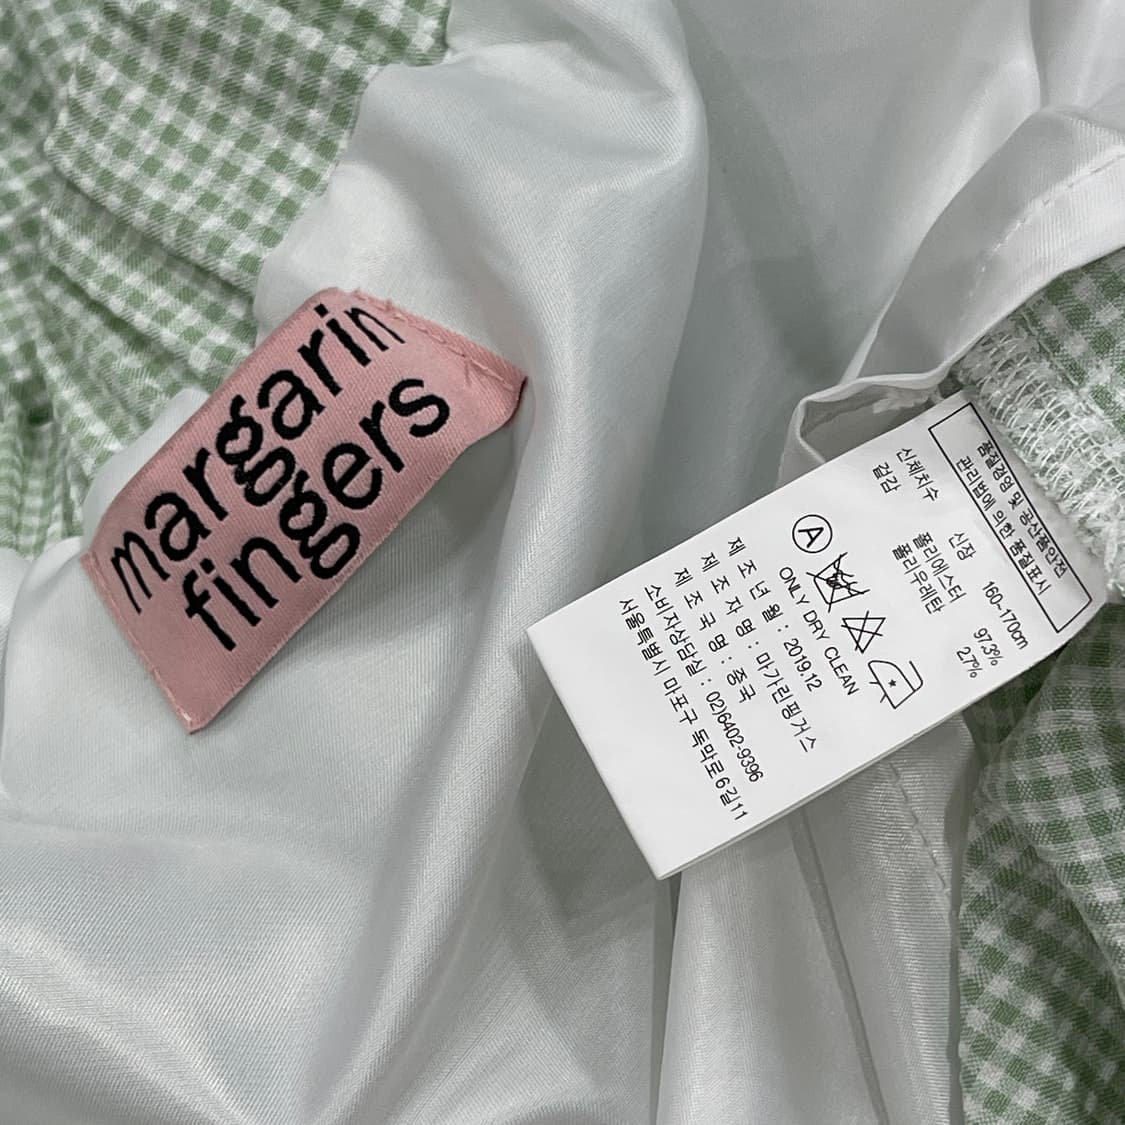 margarin
fingers
품질경영 및 공산품안전
관리법에 의한 품질표시
신체치수 신장 160~170cm
겉감 폴리에스터 97.3%
폴리우레탄 2.7%
A
ONLY DRY CLEAN
제 조 년 월 : 2019.12
제 조 자 명 : 마가린핑거스
제 조 국 명 : 중국
소비자상담실 : 02)6402-9396
서울특별시 마포구 독막로6길11